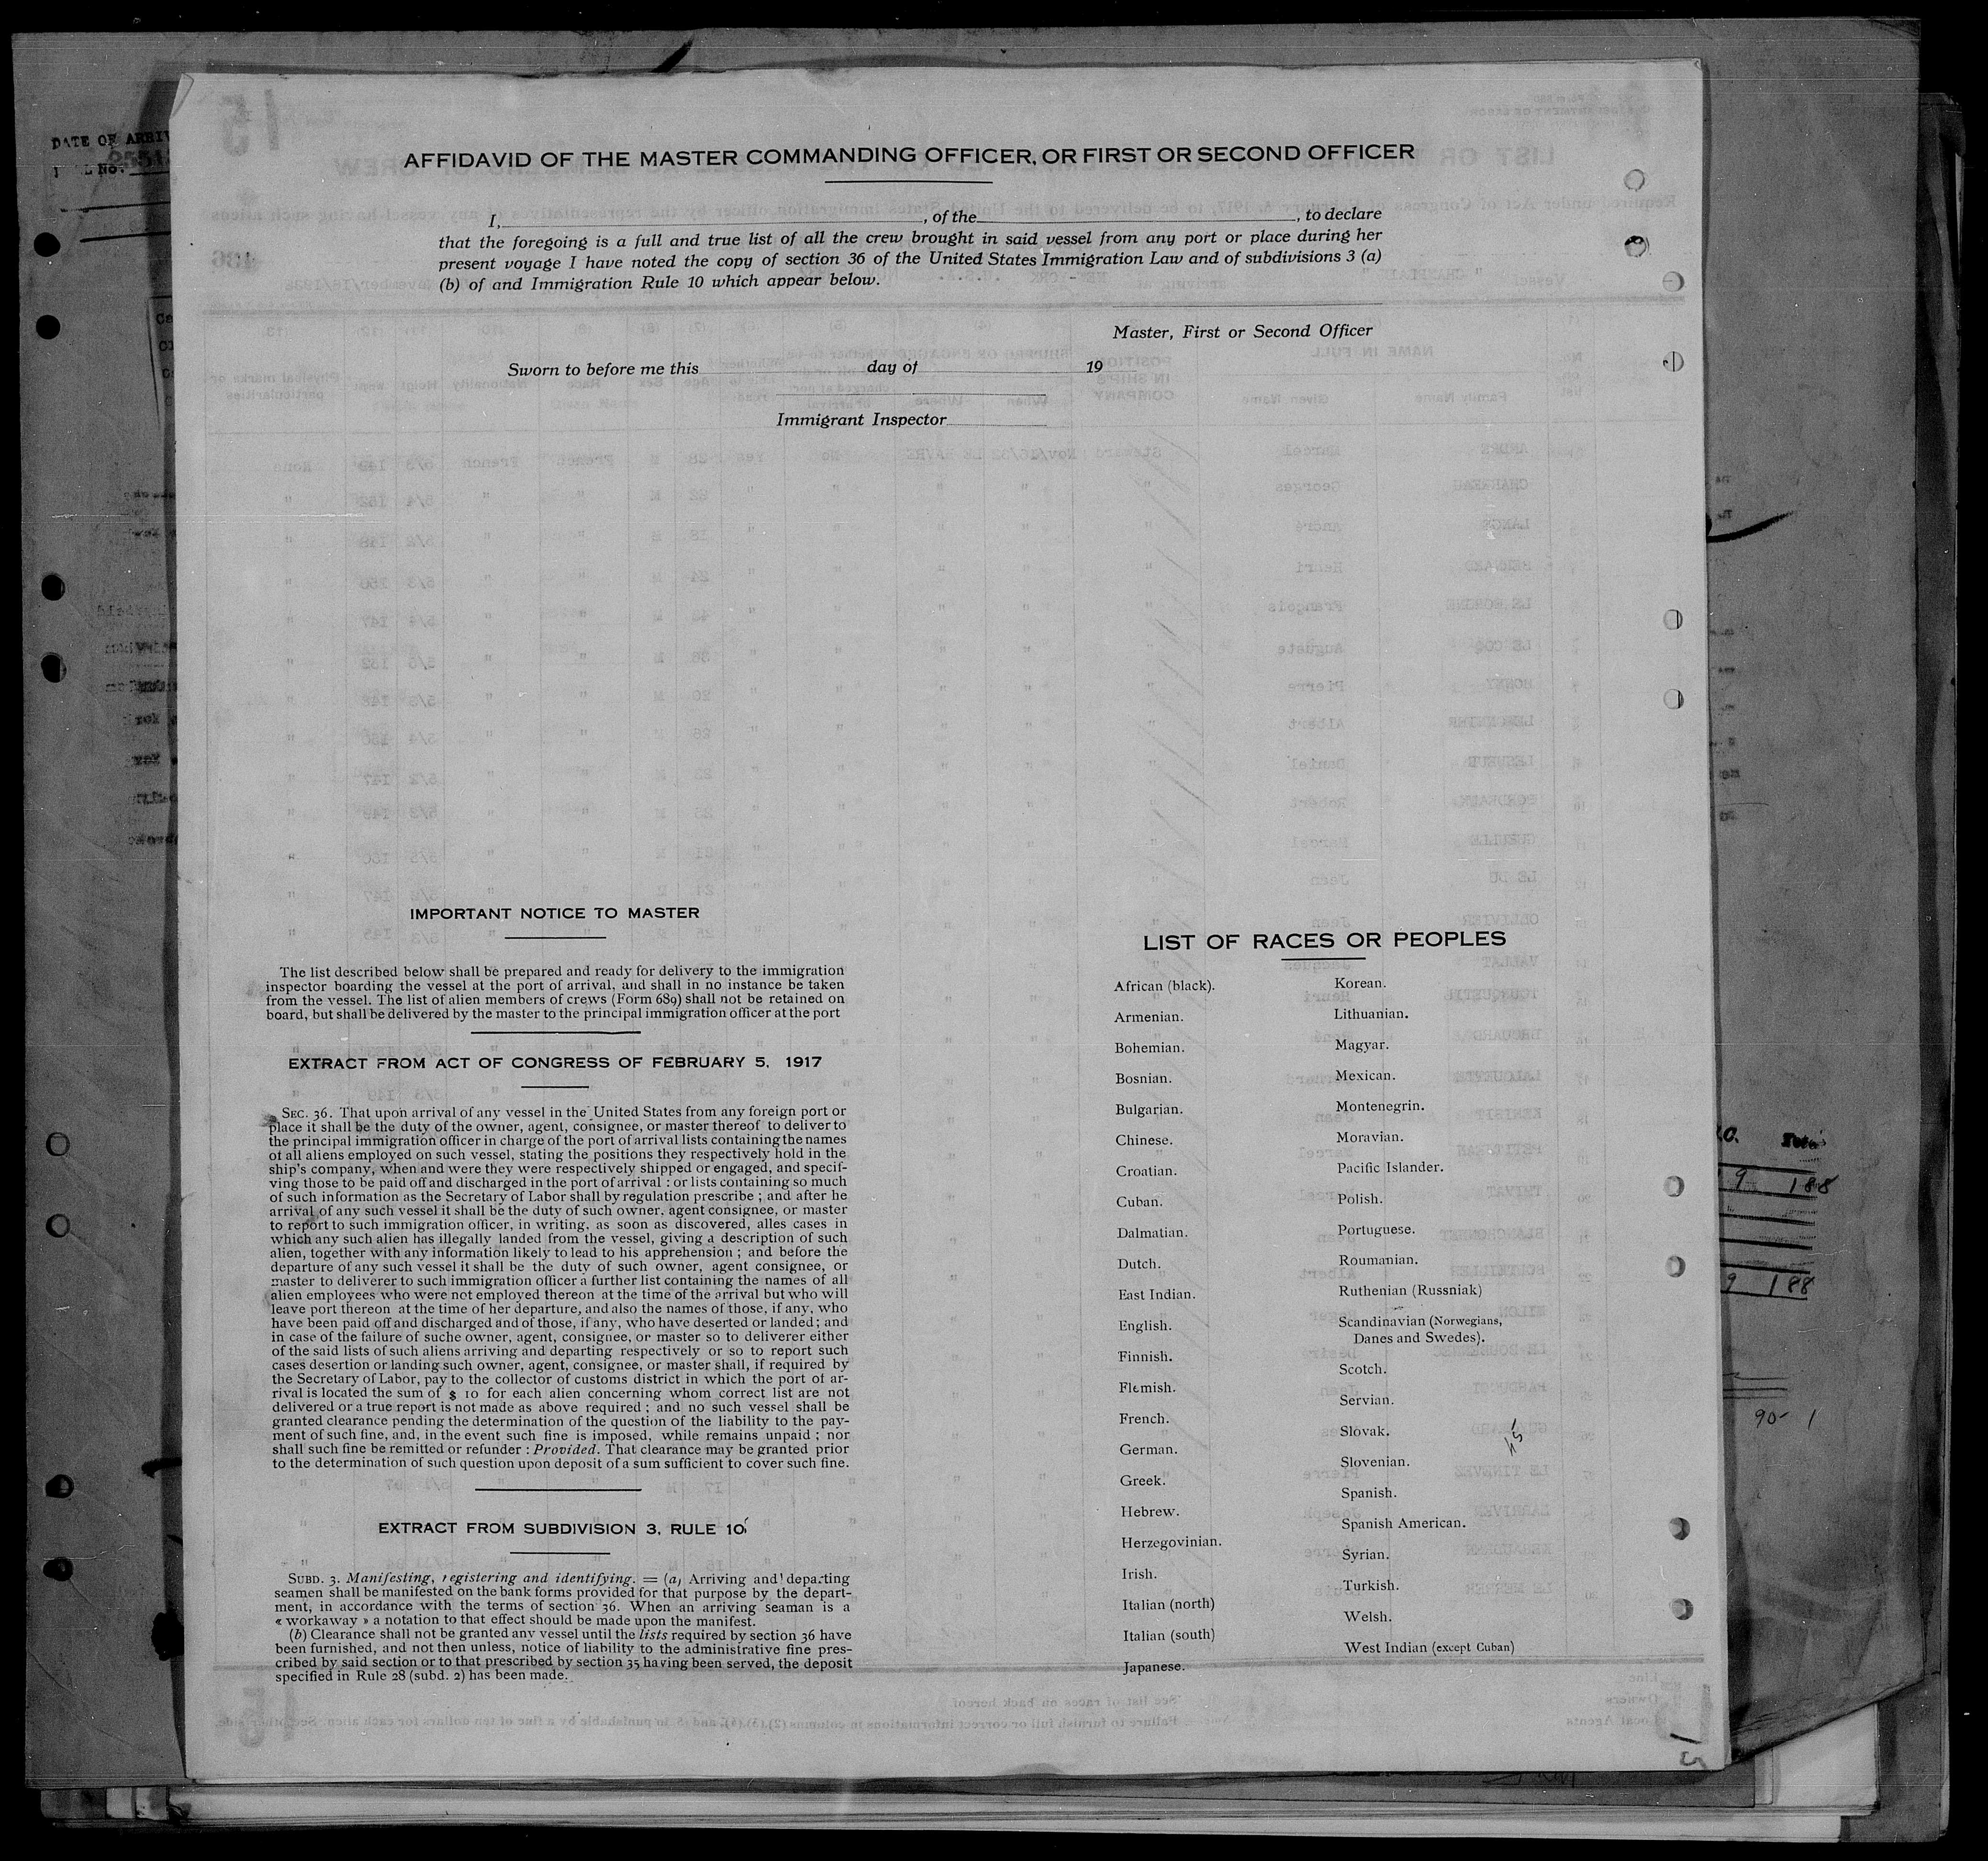 DATE OF ARRIV
AFFIDAVID OF THE MASTER COMMANDING OFFICER, OR FIRST OR SECOND OFFICER
I, , of the , to declare
that the foregoing is a full and true list of all the crew brought in said vessel from any port or place during her
present voyage I have noted the copy of section 36 of the United States Immigration Law and of subdivisions 3 (a)
(b) of and Immigration Rule 10 which appear below.
Master, First or Second Officer
Sworn to before me this day of 19
Immigrant Inspector
IMPORTANT NOTICE TO MASTER
The list described below shall be prepared and ready for delivery to the immigration
inspector boarding the vessel at the port of arrival, and shall in no instance be taken
from the vessel. The list of alien members of crews (Form 689) shall not be retained on
board, but shall be delivered by the master to the principal immigration officer at the port
EXTRACT FROM ACT OF CONGRESS OF FEBRUARY 5, 1917
SEC. 36. That upon arrival of any vessel in the United States from any foreign port or
place it shall be the duty of the owner, agent, consignee, or master thereof to deliver to
the principal immigration officer in charge of the port of arrival lists containing the names
of all aliens employed on such vessel, stating the positions they respectively hold in the
ship's company, when and were they were respectively shipped or engaged, and specif-
ving those to be paid off and discharged in the port of arrival : or lists containing so much
of such information as the Secretary of Labor shall by regulation prescribe ; and after he
arrival of any such vessel it shall be the duty of such owner, agent consignee, or master
to report to such immigration officer, in writing, as soon as discovered, alles cases in
which any such alien has illegally landed from the vessel, giving a description of such
alien, together with any information likely to lead to his apprehension ; and before the
departure of any such vessel it shall be the duty of such owner, agent consignee, or
master to deliverer to such immigration officer a further list containing the names of all
alien employees who were not employed thereon at the time of the arrival but who will
leave port thereon at the time of her departure, and also the names of those, if any, who
have been paid off and discharged and of those, if any, who have deserted or landed ; and
in case of the failure of suche owner, agent, consignee, or master so to deliverer either
of the said lists of such aliens arriving and departing respectively or so to report such
cases desertion or landing such owner, agent, consignee, or master shall, if required by
the Secretary of Labor, pay to the collector of customs district in which the port of ar-
rival is located the sum of $ 10 for each alien concerning whom correct list are not
delivered or a true report is not made as above required ; and no such vessel shall be
granted clearance pending the determination of the question of the liability to the pay-
ment of such fine, and, in the event such fine is imposed, while remains unpaid ; nor
shall such fine be remitted or refunder : Provided. That clearance may be granted prior
to the determination of such question upon deposit of a sum sufficient to cover such fine.
EXTRACT FROM SUBDIVISION 3, RULE 10
SUBD. 3. Manifesting, registering and identifying. = (a) Arriving and departing
seamen shall be manifested on the bank forms provided for that purpose by the depart-
ment, in accordance with the terms of section 36. When an arriving seaman is a
« workaway » a notation to that effect should be made upon the manifest.
(b) Clearance shall not be granted any vessel until the lists required by section 36 have
been furnished, and not then unless, notice of liability to the administrative fine pres-
cribed by said section or to that prescribed by section 35 having been served, the deposit
specified in Rule 28 (subd. 2) has been made.
LIST OF RACES OR PEOPLES
African (black).
Armenian.
Bohemian.
Bosnian.
Bulgarian.
Chinese.
Croatian.
Cuban.
Dalmatian.
Dutch.
East Indian.
English.
Finnish.
Flemish.
French.
German.
Greek.
Hebrew.
Herzegovinian.
Irish.
Italian (north)
Italian (south)
Japanese.
Korean.
Lithuanian.
Magyar.
Mexican.
Montenegrin.
Moravian.
Pacific Islander.
Polish.
Portuguese.
Roumanian.
Ruthenian (Russniak)
Scandinavian (Norwegians,
Danes and Swedes).
Scotch.
Servian.
Slovak.
Slovenian.
Spanish.
Spanish American.
Syrian.
Turkish.
Welsh.
West Indian (except Cuban)
9 188
9 188
90- 1
15